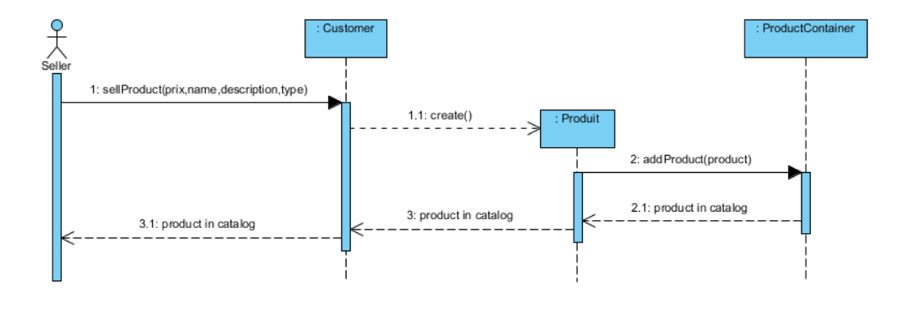 : Customer
: ProductContainer
Seller
1: sellProduct(prix,name,description,type)
1.1: create()
: Produit
2: addProduct(product)
2.1: product in catalog
3: product in catalog
3.1: product in catalog